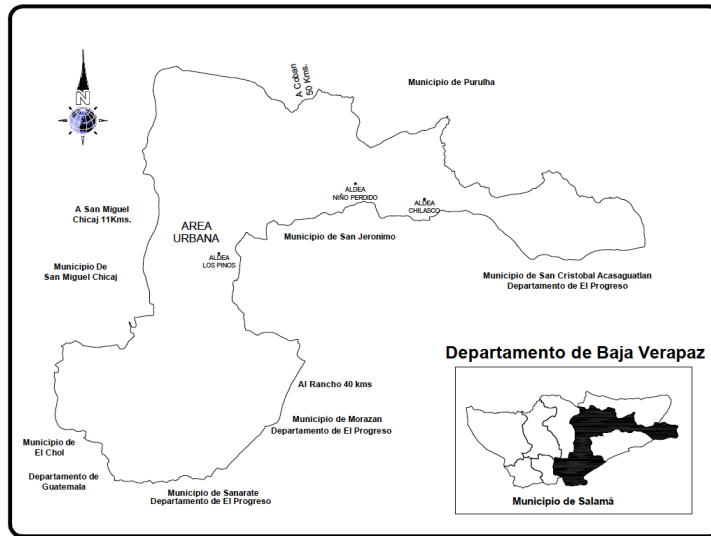 A Coban
50 Kms.
Municipio de Purulha
N
ALDEA
NIÑO PERDIDO
ALDEA
CHILASCO
A San Miguel
Chicaj 11Kms.
AREA
URBANA
Municipio de San Jeronimo
ALDEA
LOS PINOS
Municipio De
San Miguel Chicaj
Municipio de San Cristobal Acasaguatlan
Departamento de El Progreso
Departamento de Baja Verapaz
Al Rancho 40 kms
Municipio de Morazan
Departamento de El Progreso
Municipio de
El Chol
Departamento de
Guatemala
Municipio de Sanarate
Departamento de El Progreso
Municipio de Salamá